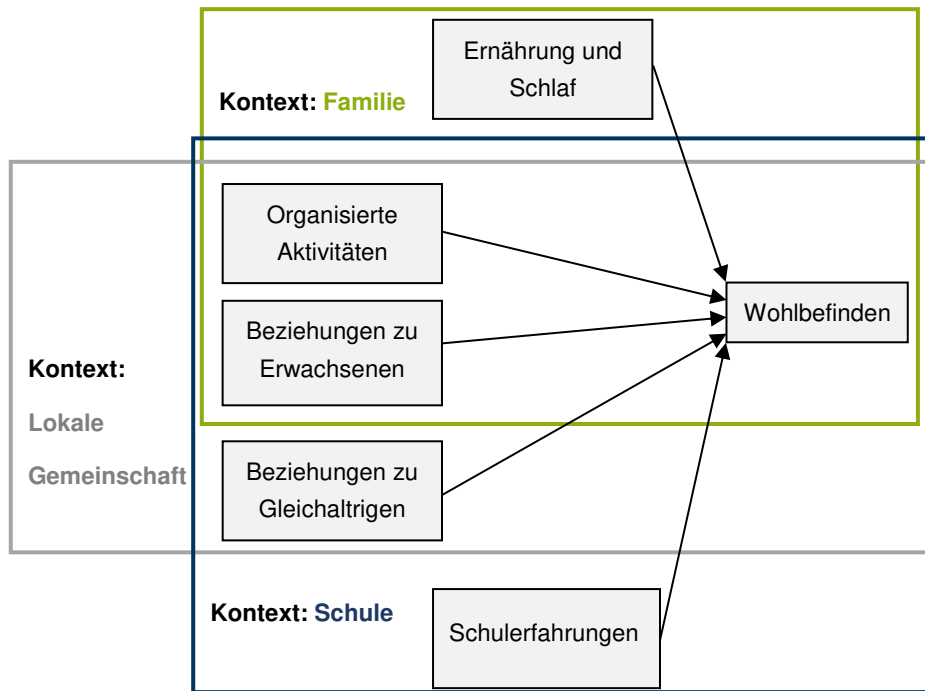 Ernährung und
Schlaf
Kontext: Familie
Organisierte
Aktivitäten
Wohlbefinden
Beziehungen zu
Erwachsenen
Kontext:
Lokale
Gemeinschaft
Beziehungen zu
Gleichaltrigen
Kontext: Schule
Schulerfahrungen